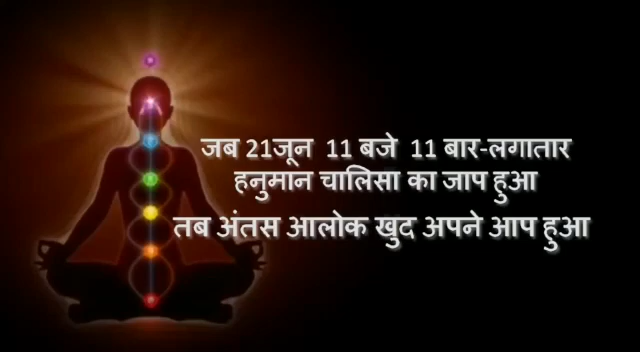 जब 21जून 11 बजे 11 बार-लगातार
हनुमान चालिसा का जाप हुआ
तब अंतस आलोक खुद अपने आप हुआ